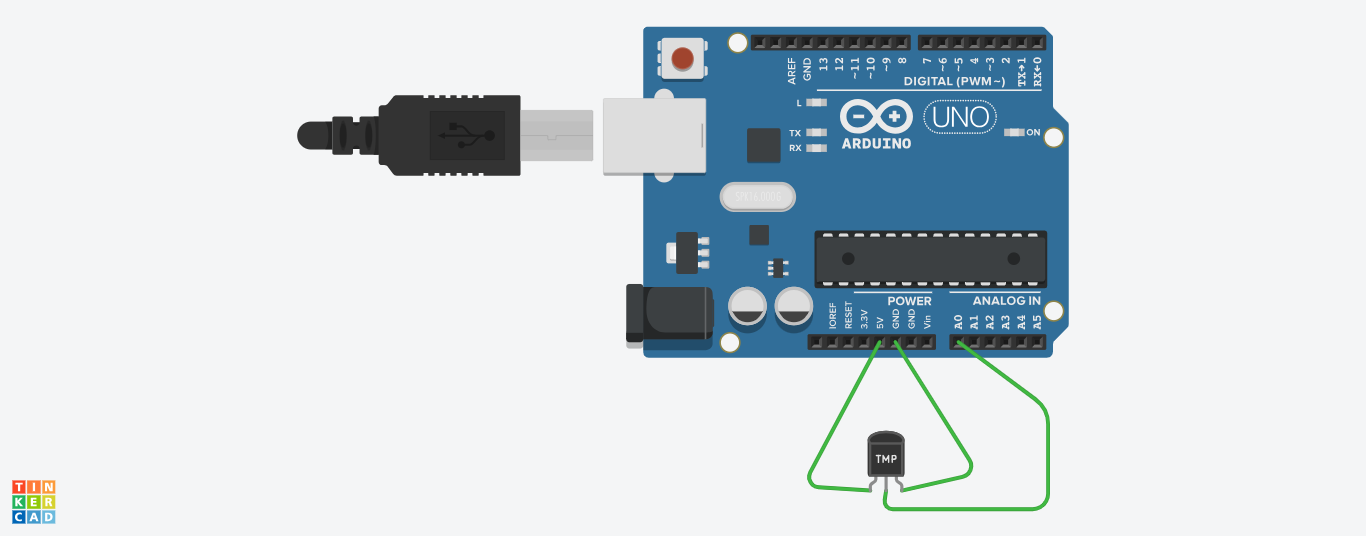 AREF
GND
13
12
~11
~10
~9
8
7
~6
~5
4
~3
2
TX→1
RX←0
DIGITAL (PWM~)
L
TX
RX
UNO
ON
ARDUINO
POWER
ANALOG IN
IOREF
RESET
3.3V
5V
GND
GND
Vin
A0
A1
A2
A3
A4
A5
TMP
TIN
KER
CAD